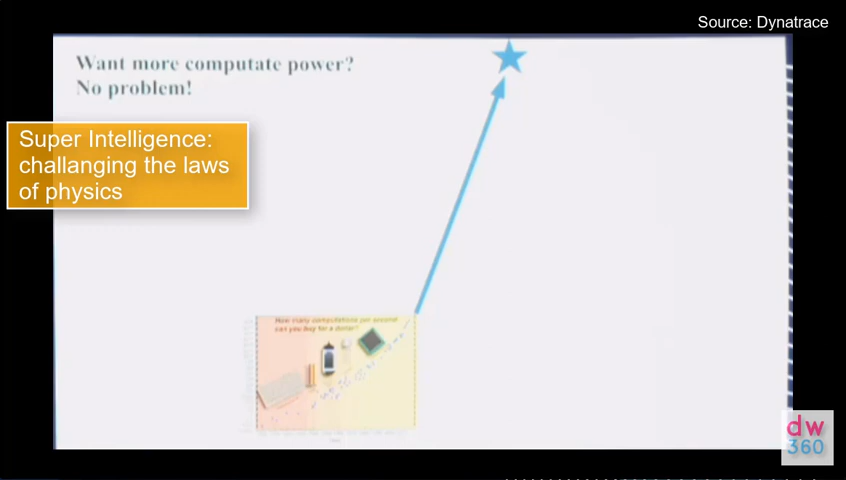 Source: Dynatrace
Want more computate power?
No problem!
Super Intelligence:
challanging the laws
of physics
How many computations per second
can you buy for a dollar?
dw
360